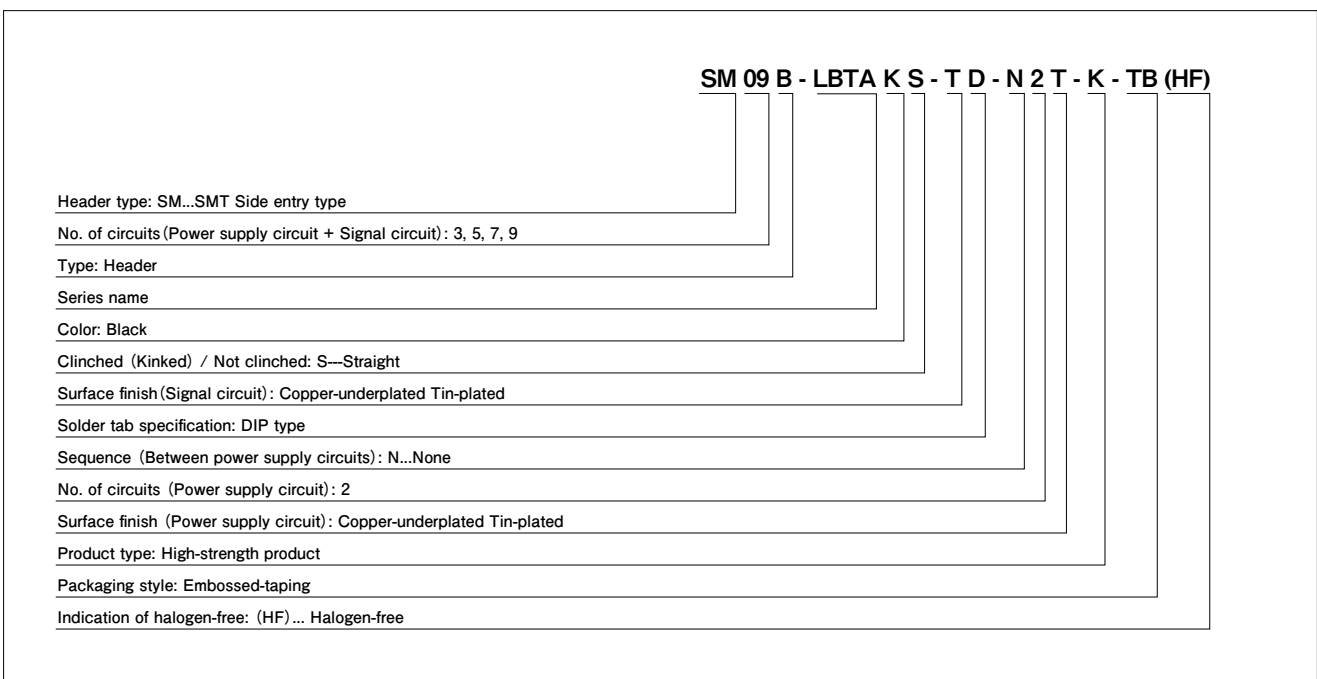 SM 09 B - LBTA K S - T D - N 2 T - K - TB (HF)
Header type: SM...SMT Side entry type
No. of circuits (Power supply circuit + Signal circuit): 3, 5, 7, 9
Type: Header
Series name
Color: Black
Clinched (Kinked) / Not clinched: S---Straight
Surface finish (Signal circuit): Copper-underplated Tin-plated
Solder tab specification: DIP type
Sequence (Between power supply circuits): N...None
No. of circuits (Power supply circuit): 2
Surface finish (Power supply circuit): Copper-underplated Tin-plated
Product type: High-strength product
Packaging style: Embossed-taping
Indication of halogen-free: (HF)... Halogen-free